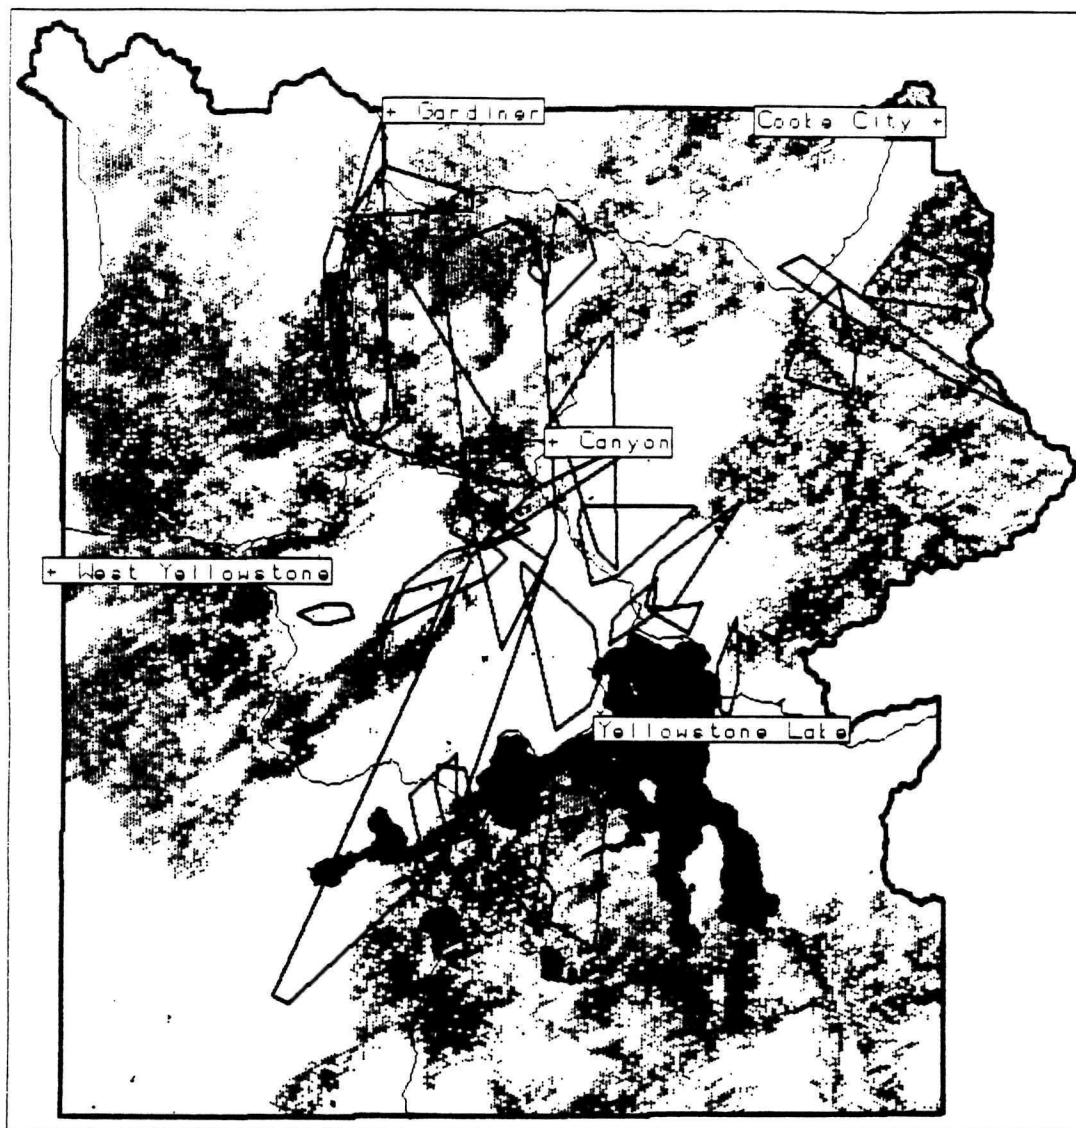 + Gardiner
Cooke City +
+ Canyon
+ West Yellowstone
Yellowstone Lake